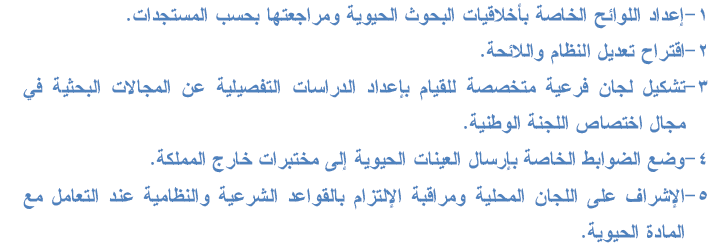 ١-إعداد اللوائح الخاصة بأخلاقيات البحوث الحيوية ومراجعتها بحسب المستجدات.
٢-اقتراح تعديل النظام واللائحة.
٣-تشكيل لجان فرعية متخصصة للقيام بإعداد الدراسات التفصيلية عن المجالات البحثية في
مجال اختصاص اللجنة الوطنية.
٤-وضع الضوابط الخاصة بإرسال العينات الحيوية إلى مختبرات خارج المملكة.
٥-الإشراف على اللجان المحلية ومراقبة الإلتزام بالقواعد الشرعية والنظامية عند التعامل مع
المادة الحيوية.